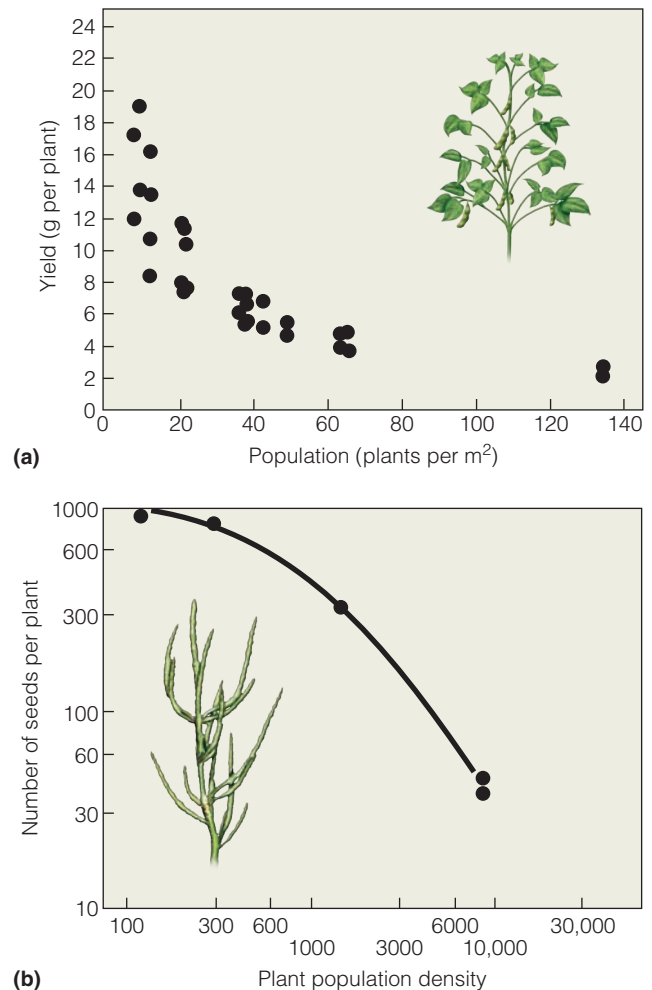 24
22
20
18
16
14
12
10
8
6
4
2
0
Yield (g per plant)
0 20 40 60 80 100 120 140
Population (plants per m²)
(a)
1000
600
300
100
60
30
10
Number of seeds per plant
100 300 600 1000 3000 6000 10,000 30,000
Plant population density
(b)